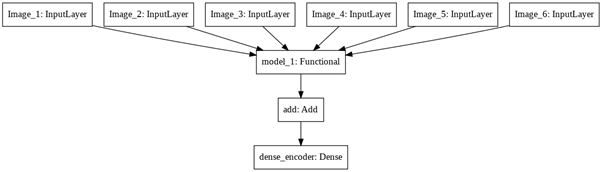 Image_1: InputLayer
Image_2: InputLayer
Image_3: InputLayer
Image_4: InputLayer
Image_5: InputLayer
Image_6: InputLayer
model_1: Functional
add: Add
dense_encoder: Dense